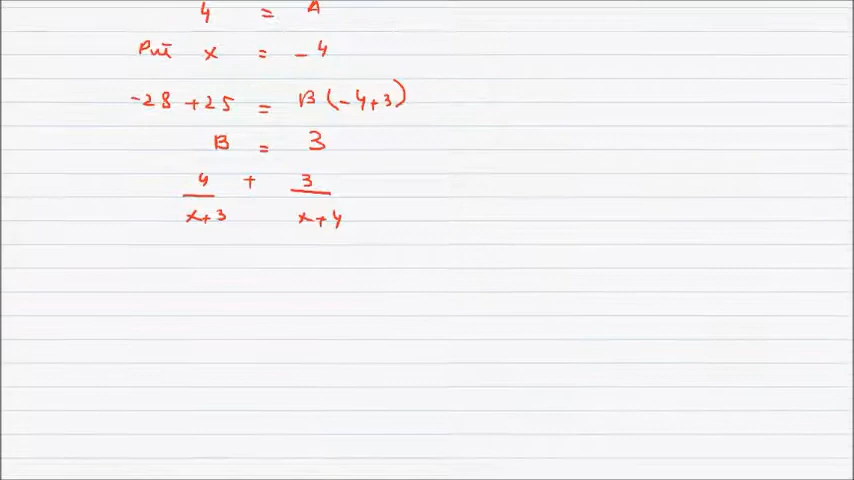 4 = A
Put x = -4
-28 + 25 = B(-4+3)
B = 3
4 + 3
x+3 x+4